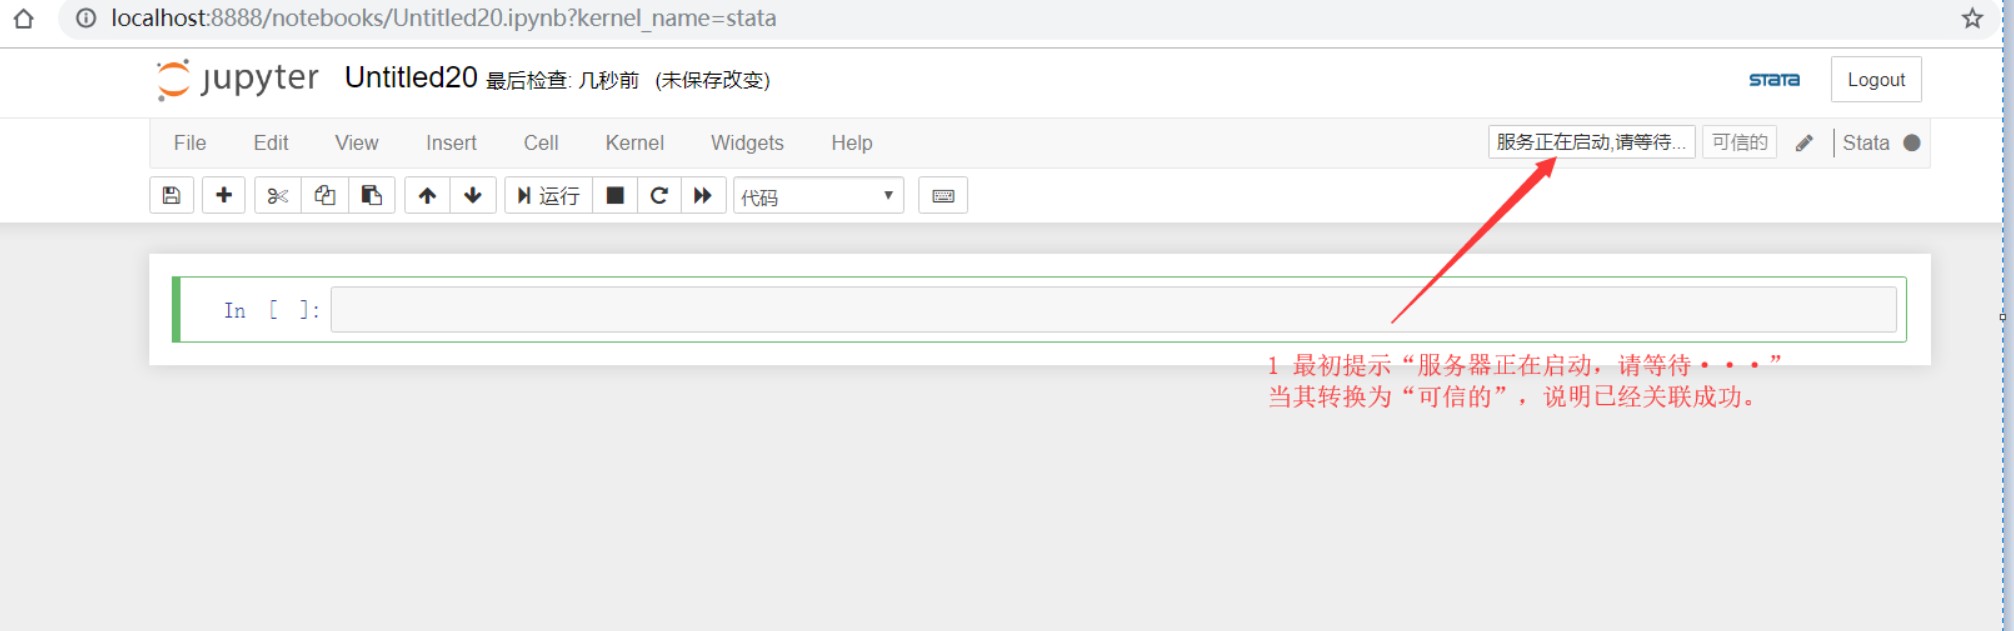 localhost:8888/notebooks/Untitled20.ipynb?kernel_name=stata
jupyter Untitled20 最后检查: 几秒前 (未保存改变)
stata Logout
File Edit View Insert Cell Kernel Widgets Help 服务正在启动,请等待... 可信的 Stata
运行 代码
In [ ]:
1 最初提示“服务器正在启动，请等待···”
当其转换为“可信的”，说明已经关联成功。